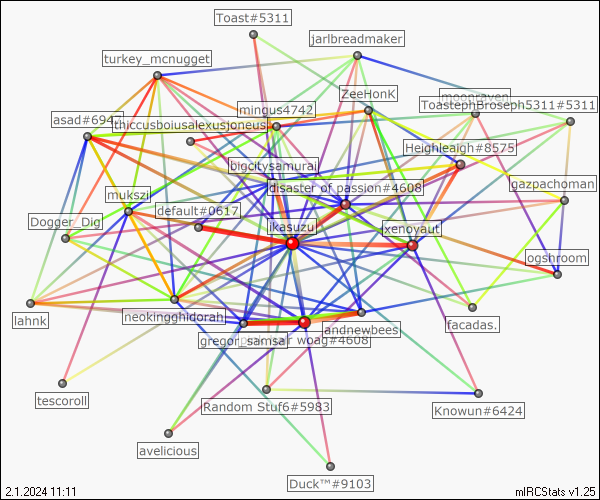 Toast#5311
jarlbreadmaker
turkey_mcnugget
ZeeHonK
moonraven
ToastephBroseph5311#5311
mingus4742
asad#694
thiccusboiusalexusjoneus
Heighleaigh#8575
bigcitysamurai
disaster of passion#4608
gazpachoman
mukszi
default#0617
Dogger_Dig
ikasuzu
xenoyaut
ogshroom
lahnk
neokingghidorah
facadas.
andnewbees
gregor_samsa
woag#4608
tescoroll
Random Stuf6#5983
Knowun#6424
avelicious
Duck™#9103
2.1.2024 11:11
mIRCStats v1.25